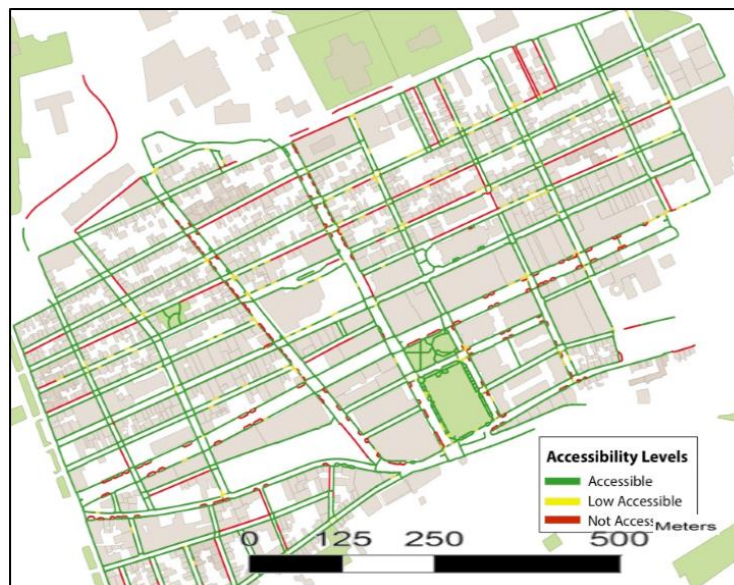 Accessibility Levels
Accessible
Low Accessible
Not Access
Meters
0 125 250 500